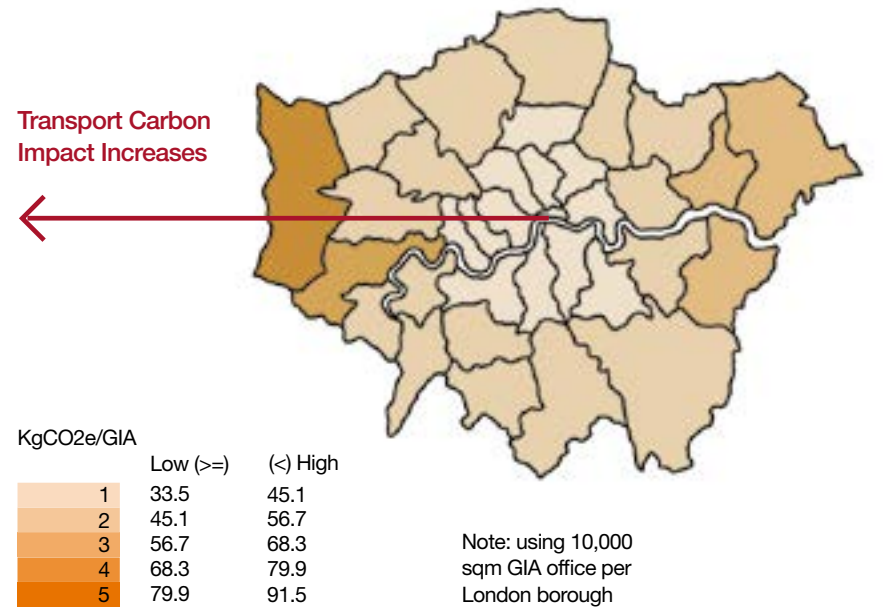 Transport Carbon
Impact Increases
KgCO2e/GIA
Low (>=) (<) High
1 33.5 45.1
2 45.1 56.7
3 56.7 68.3
4 68.3 79.9
5 79.9 91.5
Note: using 10,000
sqm GIA office per
London borough